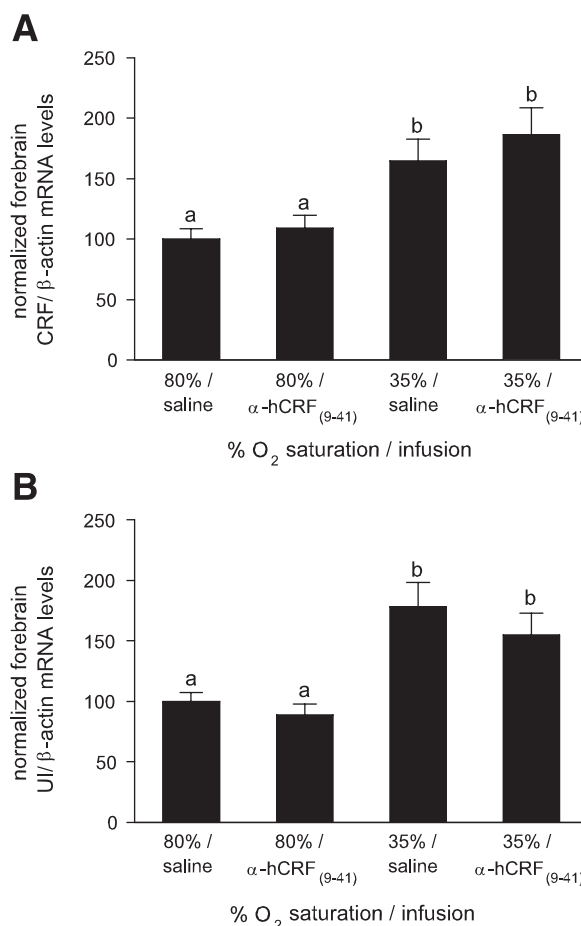 A
normalized forebrain
CRF/ β-actin mRNA levels
250
200
150
100
50
0
a
a
b
b
80% /
saline
80% /
α-hCRF(9-41)
35% /
saline
35% /
α-hCRF(9-41)
% O2 saturation / infusion
B
normalized forebrain
UI/ β-actin mRNA levels
250
200
150
100
50
0
a
a
b
b
80% /
saline
80% /
α-hCRF(9-41)
35% /
saline
35% /
α-hCRF(9-41)
% O2 saturation / infusion